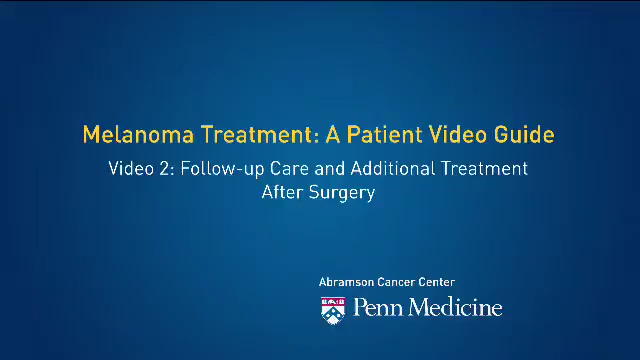 Melanoma Treatment: A Patient Video Guide
Video 2: Follow-up Care and Additional Treatment
After Surgery
Abramson Cancer Center
Penn Medicine